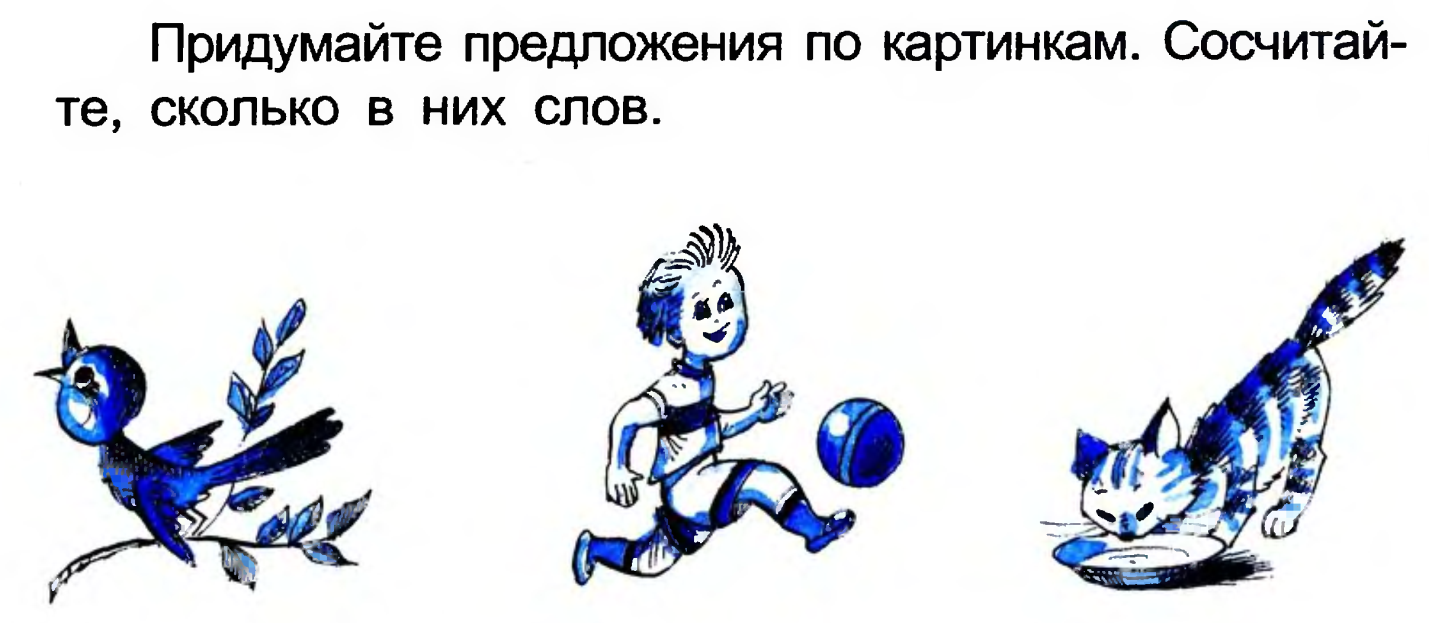 Придумайте предложения по картинкам. Сосчитай-
те, сколько в них слов.